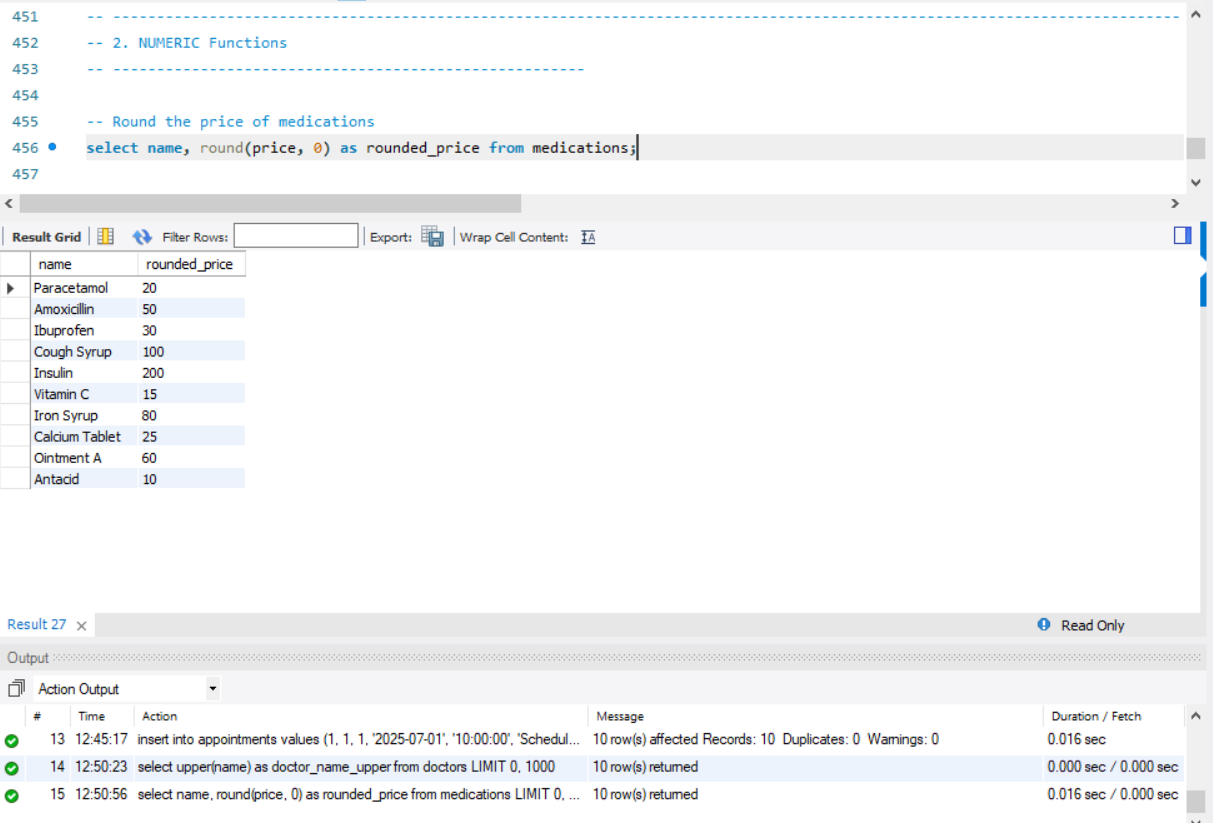 451 -- --------------------------------------------------------------------------------------------------------------------------
452 -- 2. NUMERIC Functions
453 -- ------------------------------------------------------
454
455 -- Round the price of medications
456 select name, round(price, 0) as rounded_price from medications;
457
Result Grid Filter Rows: Export: Wrap Cell Content:
name rounded_price
Paracetamol 20
Amoxicillin 50
Ibuprofen 30
Cough Syrup 100
Insulin 200
Vitamin C 15
Iron Syrup 80
Calcium Tablet 25
Ointment A 60
Antacid 10
Result 27 Read Only
Output
Action Output
# Time Action Message Duration / Fetch
13 12:45:17 insert into appointments values (1, 1, 1, '2025-07-01', '10:00:00', 'Schedul... 10 row(s) affected Records: 10 Duplicates: 0 Warnings: 0 0.016 sec
14 12:50:23 select upper(name) as doctor_name_upper from doctors LIMIT 0, 1000 10 row(s) returned 0.000 sec / 0.000 sec
15 12:50:56 select name, round(price, 0) as rounded_price from medications LIMIT 0, ... 10 row(s) returned 0.016 sec / 0.000 sec